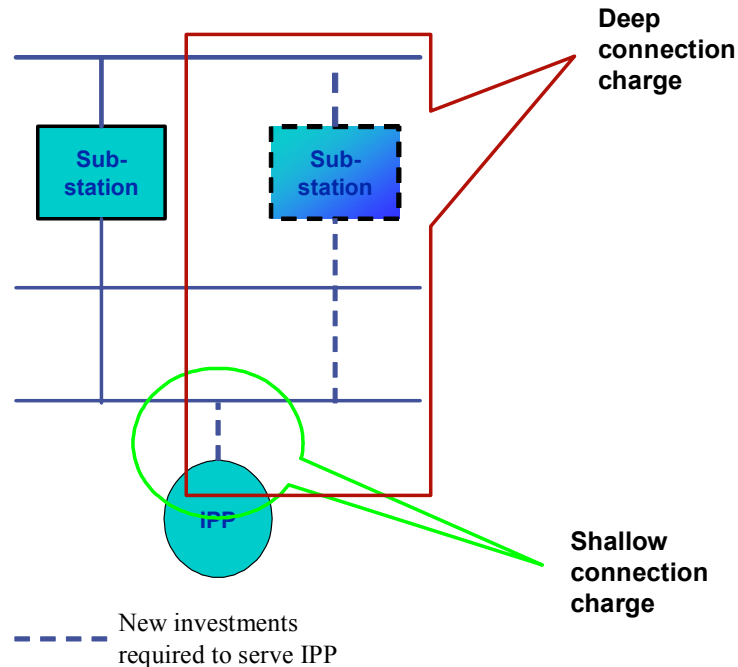 Deep
connection
charge
Sub-
station
Sub-
station
IPP
Shallow
connection
charge
New investments
required to serve IPP